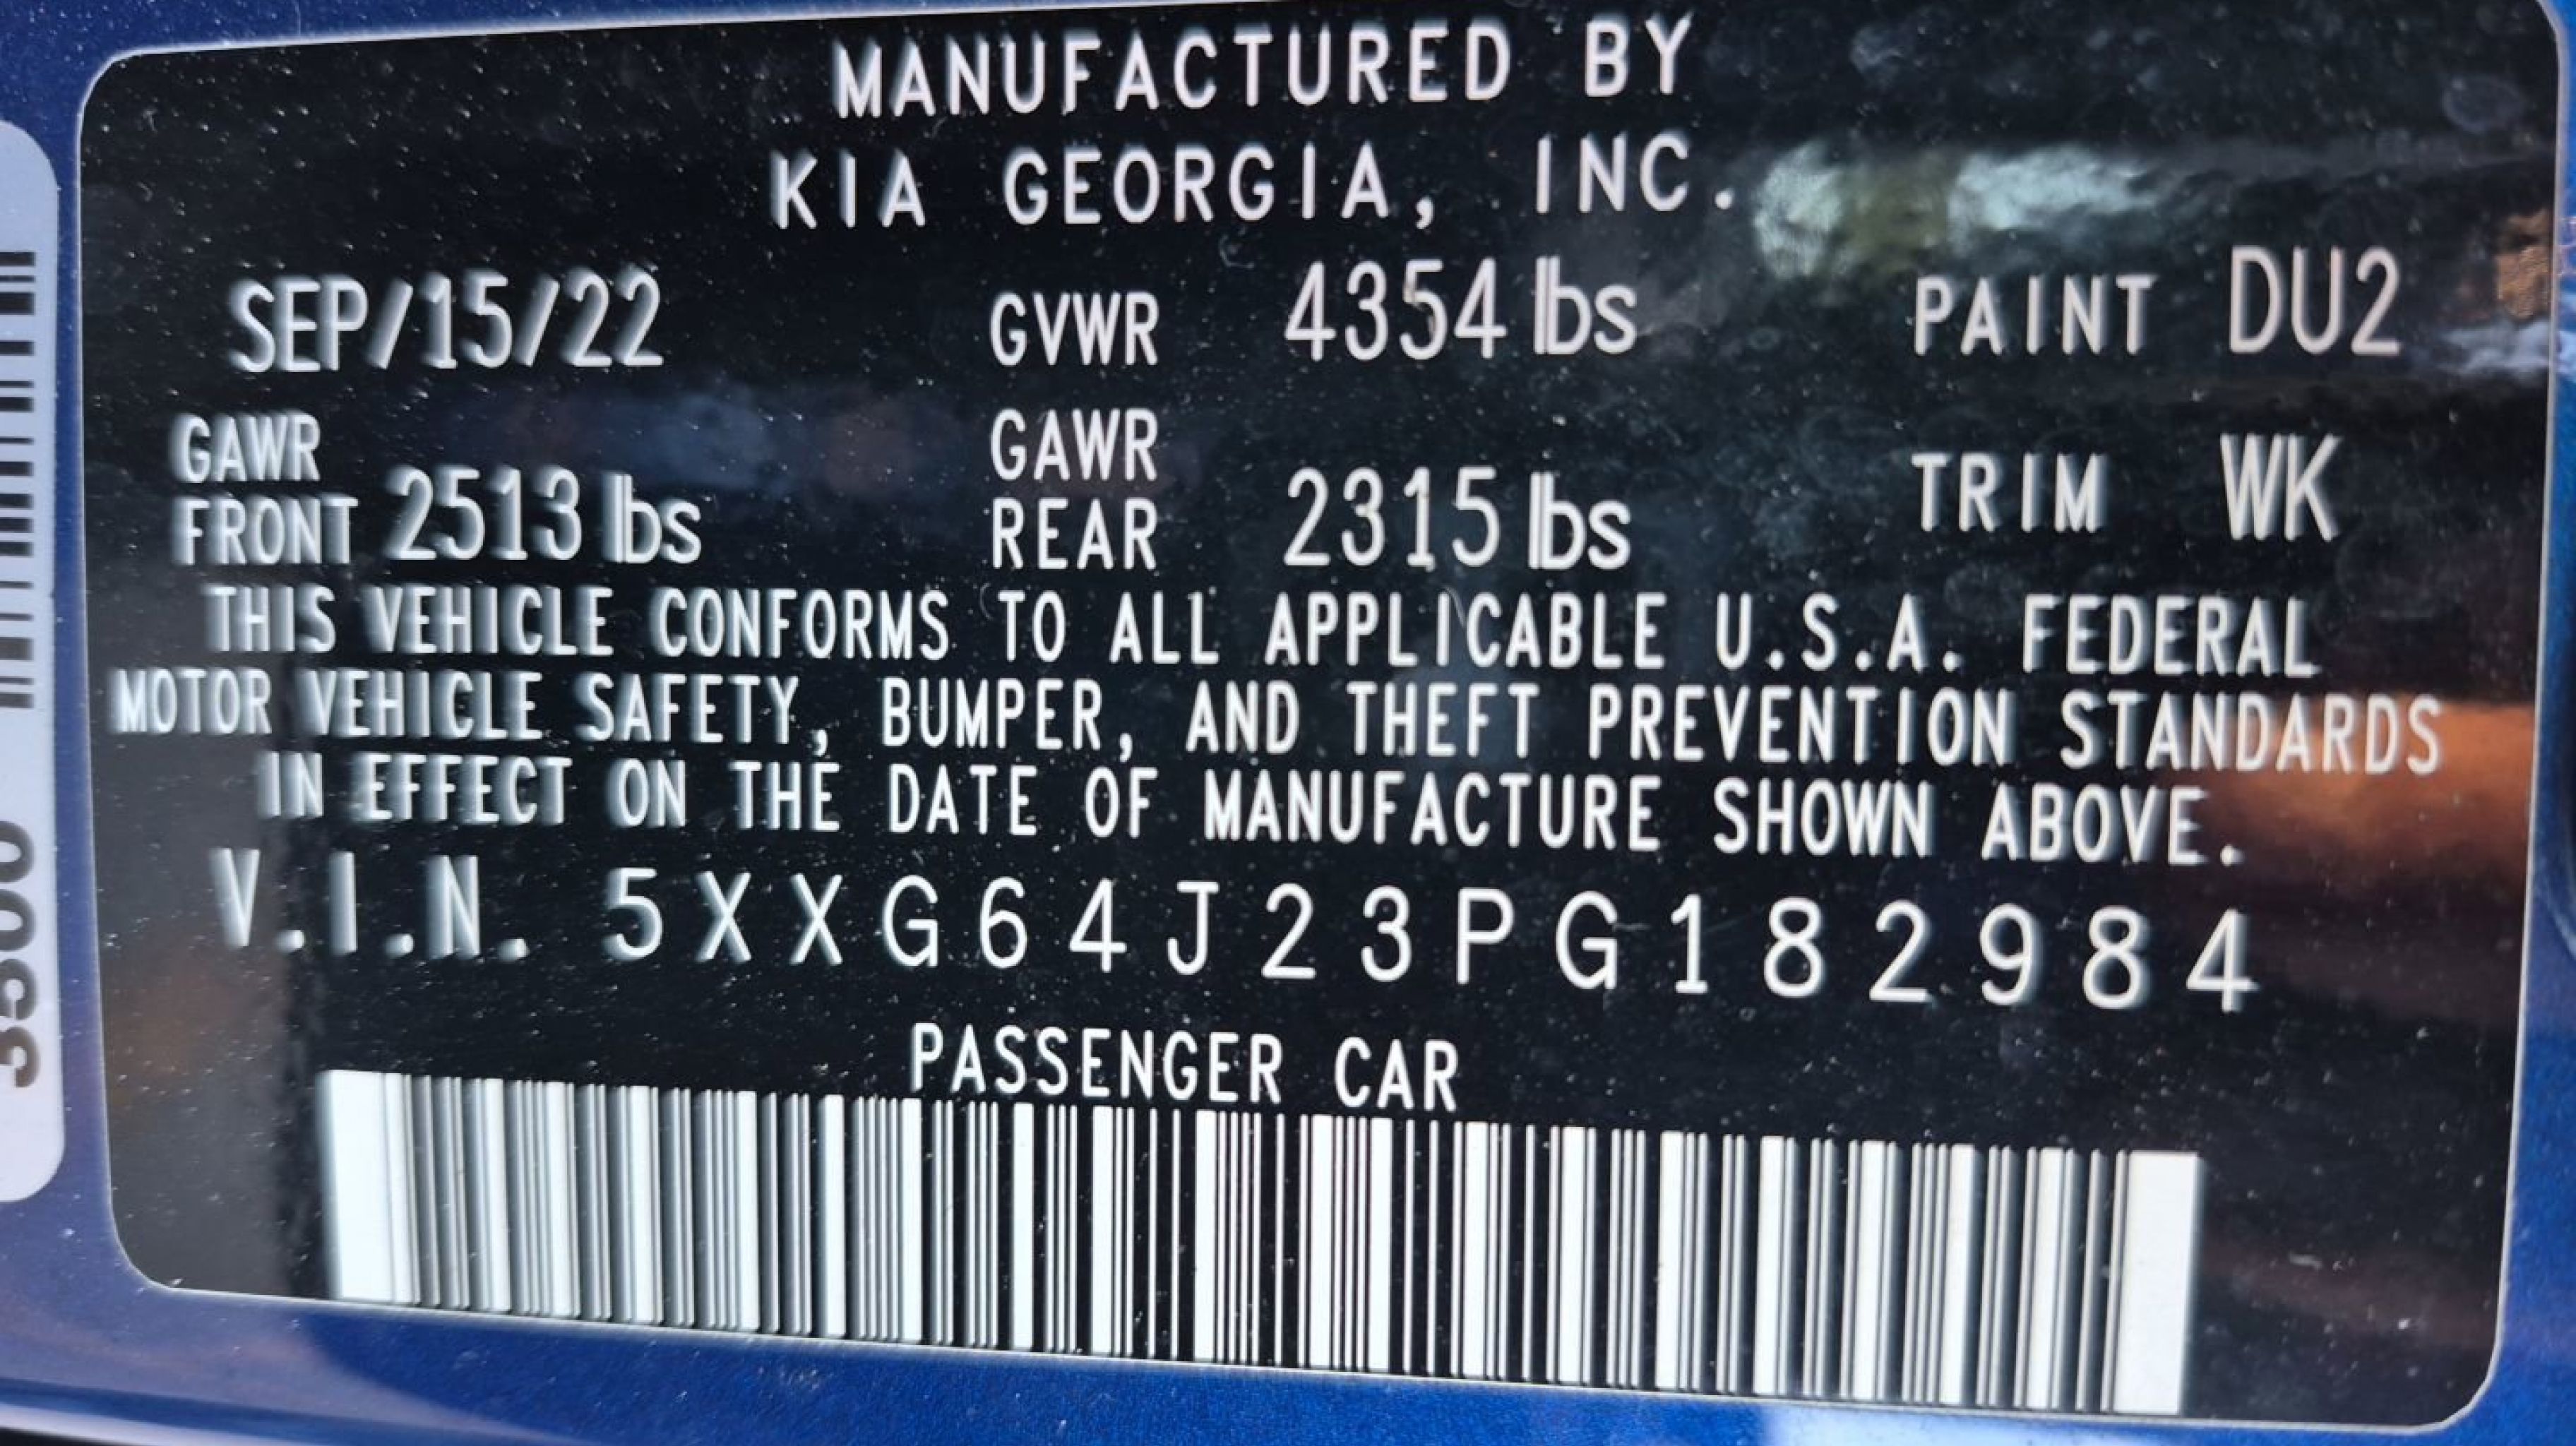 MANUFACTURED BY
KIA GEORGIA, INC.
SEP/15/22 GVWR 4354 lbs PAINT DU2
GAWR FRONT 2513 lbs GAWR REAR 2315 lbs TRIM WK
THIS VEHICLE CONFORMS TO ALL APPLICABLE U.S.A. FEDERAL
MOTOR VEHICLE SAFETY, BUMPER, AND THEFT PREVENTION STANDARDS
IN EFFECT ON THE DATE OF MANUFACTURE SHOWN ABOVE.
V.I.N. 5XXG64J23PG182984
PASSENGER CAR